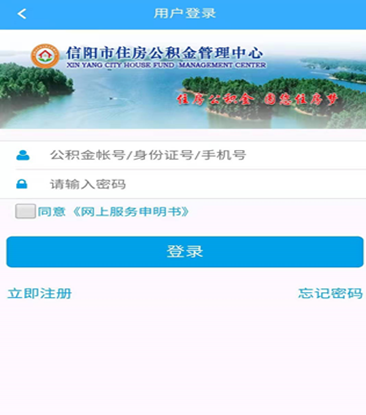 用户登录
信阳市住房公积金管理中心
XIN YANG CITY HOUSE FUND MANAGEMENT CENTER
住房公积金 圆您住房梦
公积金帐号/身份证号/手机号
请输入密码
同意《网上服务申明书》
登录
立即注册
忘记密码